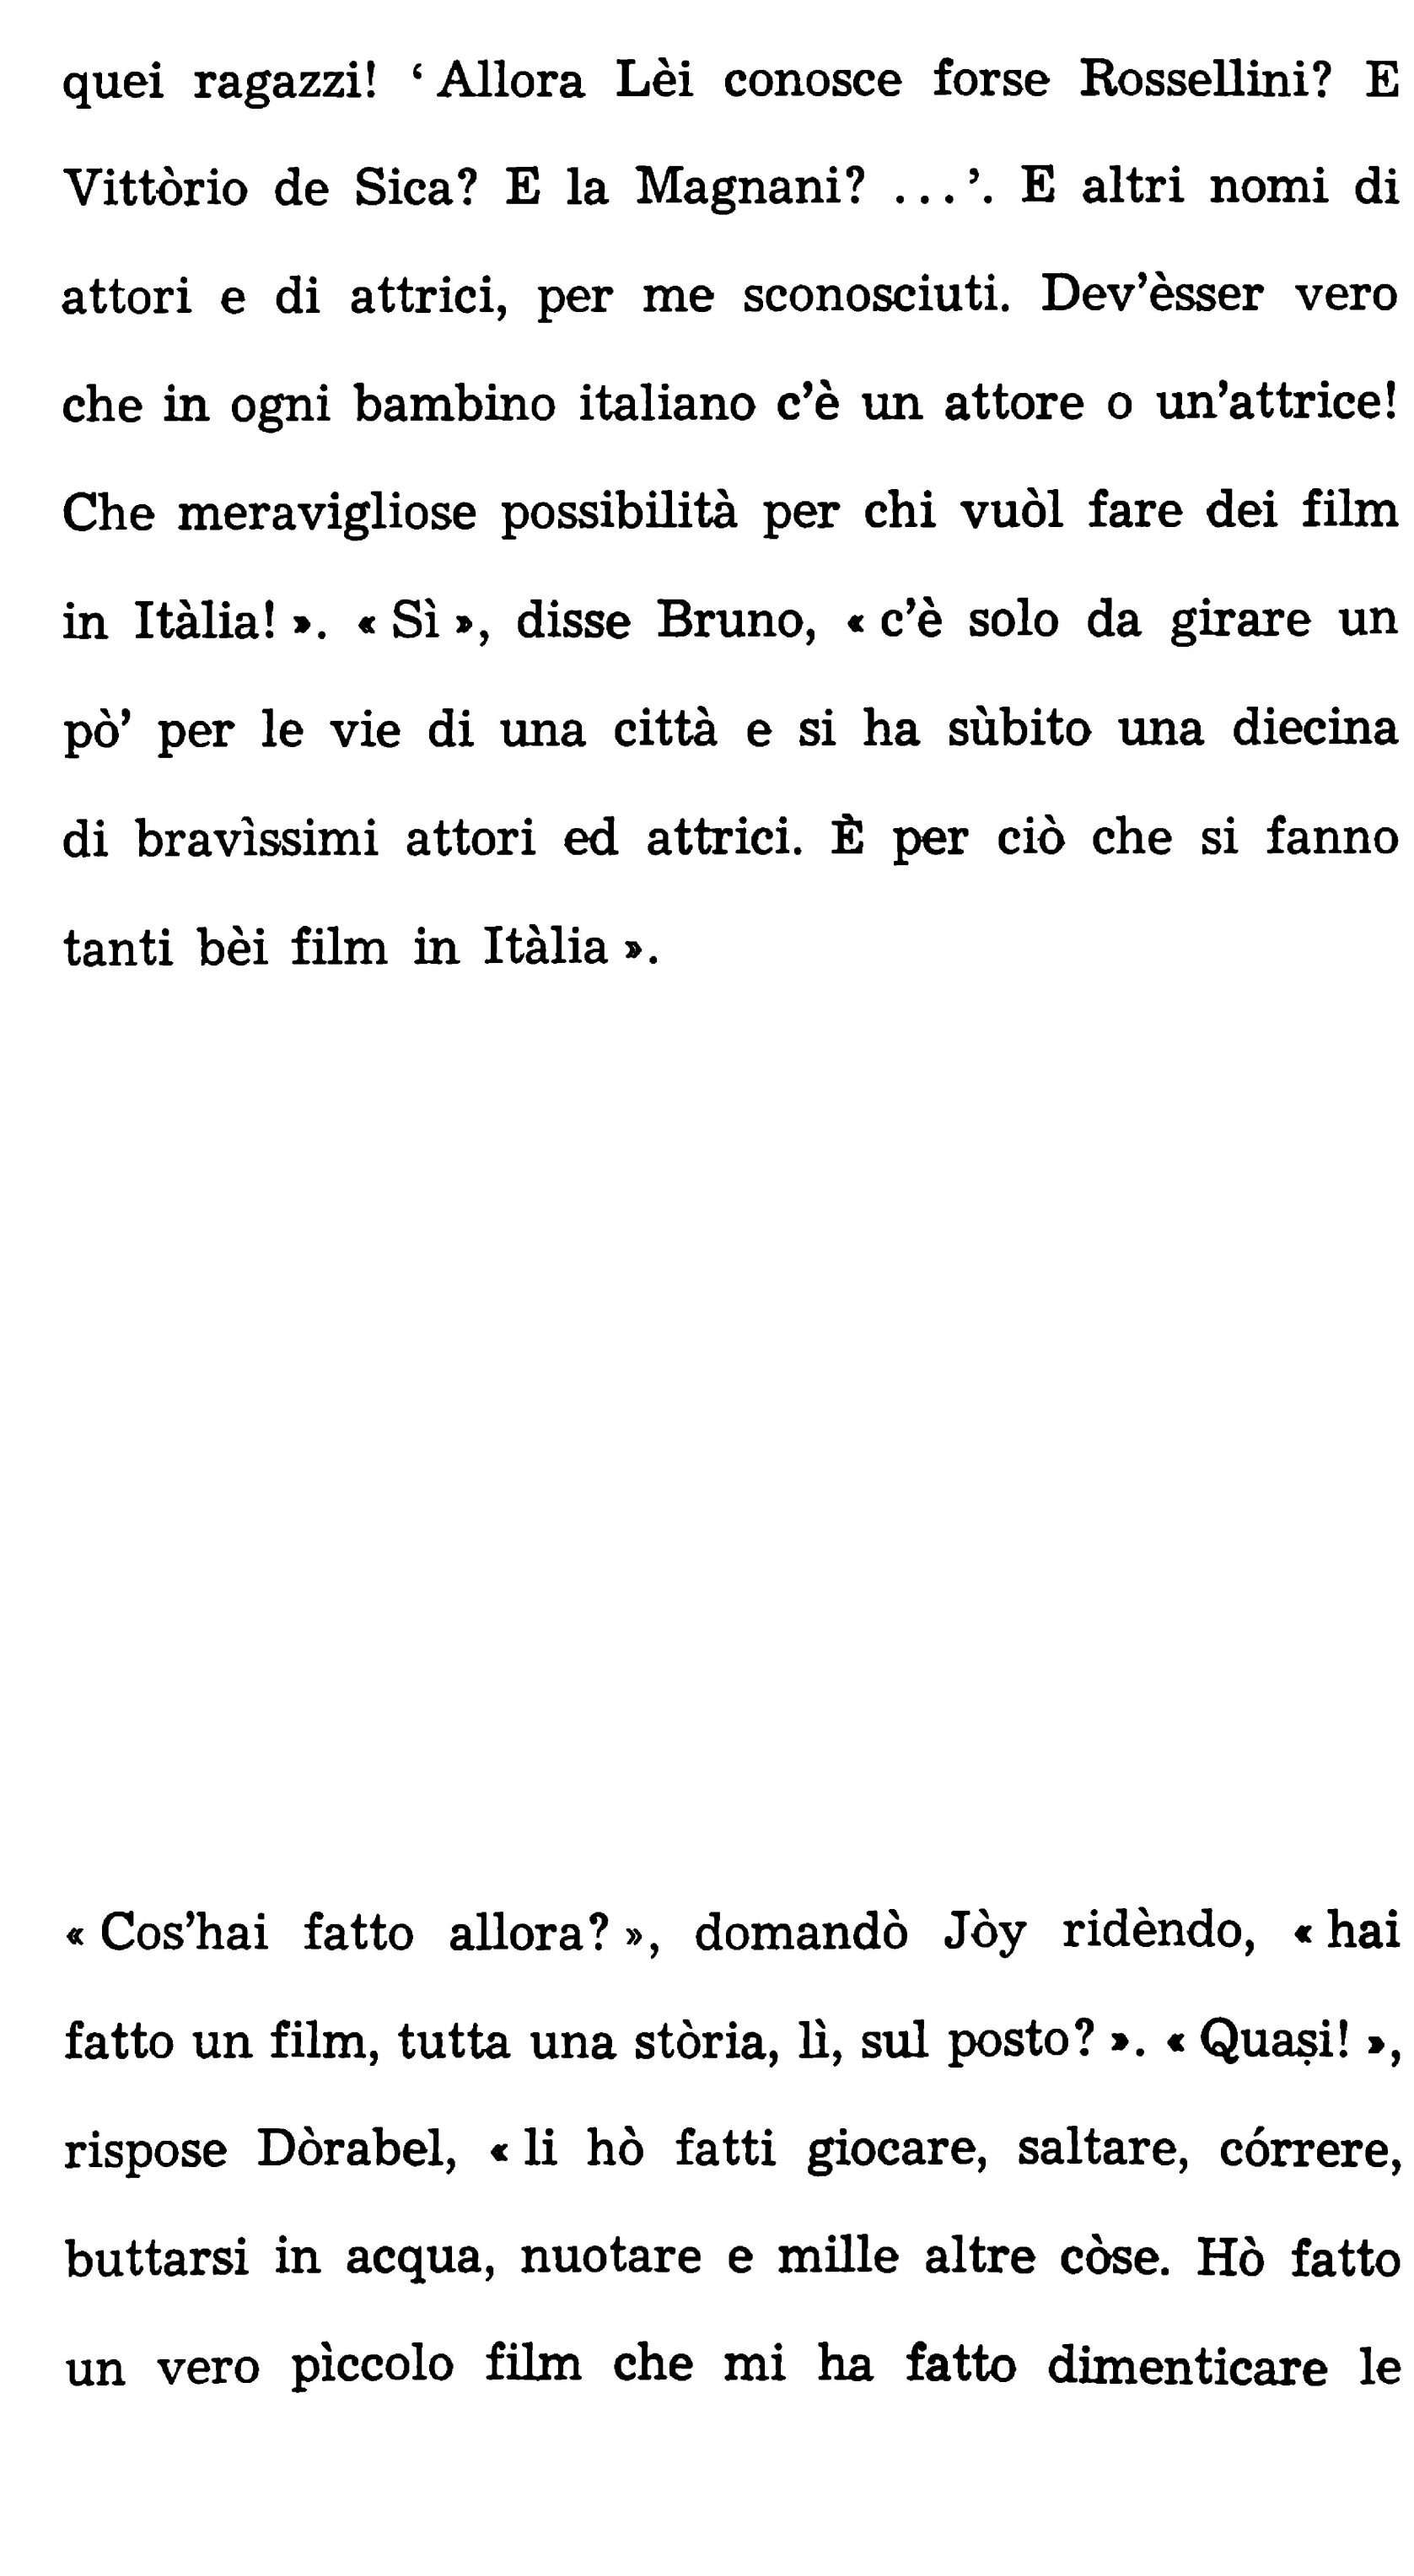 quei ragazzi! ‘ Allora Lèi conosce forse Rossellini? E
Vittòrio de Sica? E la Magnani? ...’. E altri nomi di
attori e di attrici, per me sconosciuti. Dev’èsser vero
che in ogni bambino italiano c’è un attore o un’attrice!
Che meravigliose possibilità per chi vuòl fare dei film
in Itàlia! ». « Sì », disse Bruno, « c’è solo da girare un
pò’ per le vie di una città e si ha sùbito una diecina
di bravìssimi attori ed attrici. È per ciò che si fanno
tanti bèi film in Itàlia ».
« Cos’hai fatto allora? », domandò Jòy ridèndo, « hai
fatto un film, tutta una stòria, lì, sul posto? ». « Quaṣi! »,
rispose Dòrabel, « li hò fatti giocare, saltare, córrere,
buttarsi in acqua, nuotare e mille altre còse. Hò fatto
un vero pìccolo film che mi ha fatto dimenticare le